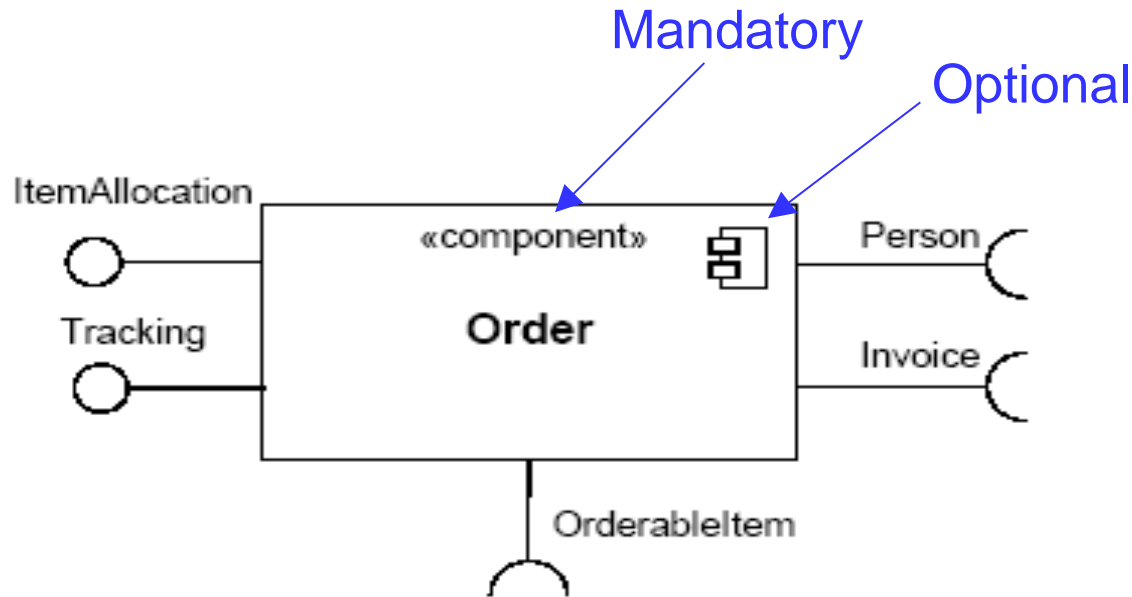 Mandatory
Optional
ItemAllocation
«component»
Person
Tracking
Order
Invoice
OrderableItem